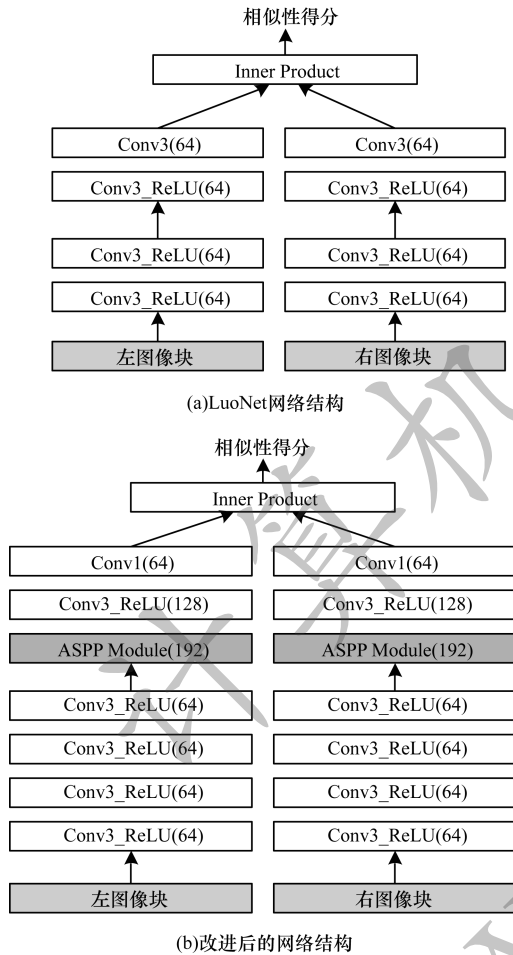 相似性得分
Inner Product
Conv3(64) Conv3(64)
Conv3_ReLU(64) Conv3_ReLU(64)
Conv3_ReLU(64) Conv3_ReLU(64)
Conv3_ReLU(64) Conv3_ReLU(64)
左图像块 右图像块
(a)LuoNet网络结构
相似性得分
Inner Product
Conv1(64) Conv1(64)
Conv3_ReLU(128) Conv3_ReLU(128)
ASPP Module(192) ASPP Module(192)
Conv3_ReLU(64) Conv3_ReLU(64)
Conv3_ReLU(64) Conv3_ReLU(64)
Conv3_ReLU(64) Conv3_ReLU(64)
Conv3_ReLU(64) Conv3_ReLU(64)
左图像块 右图像块
(b)改进后的网络结构
计算机